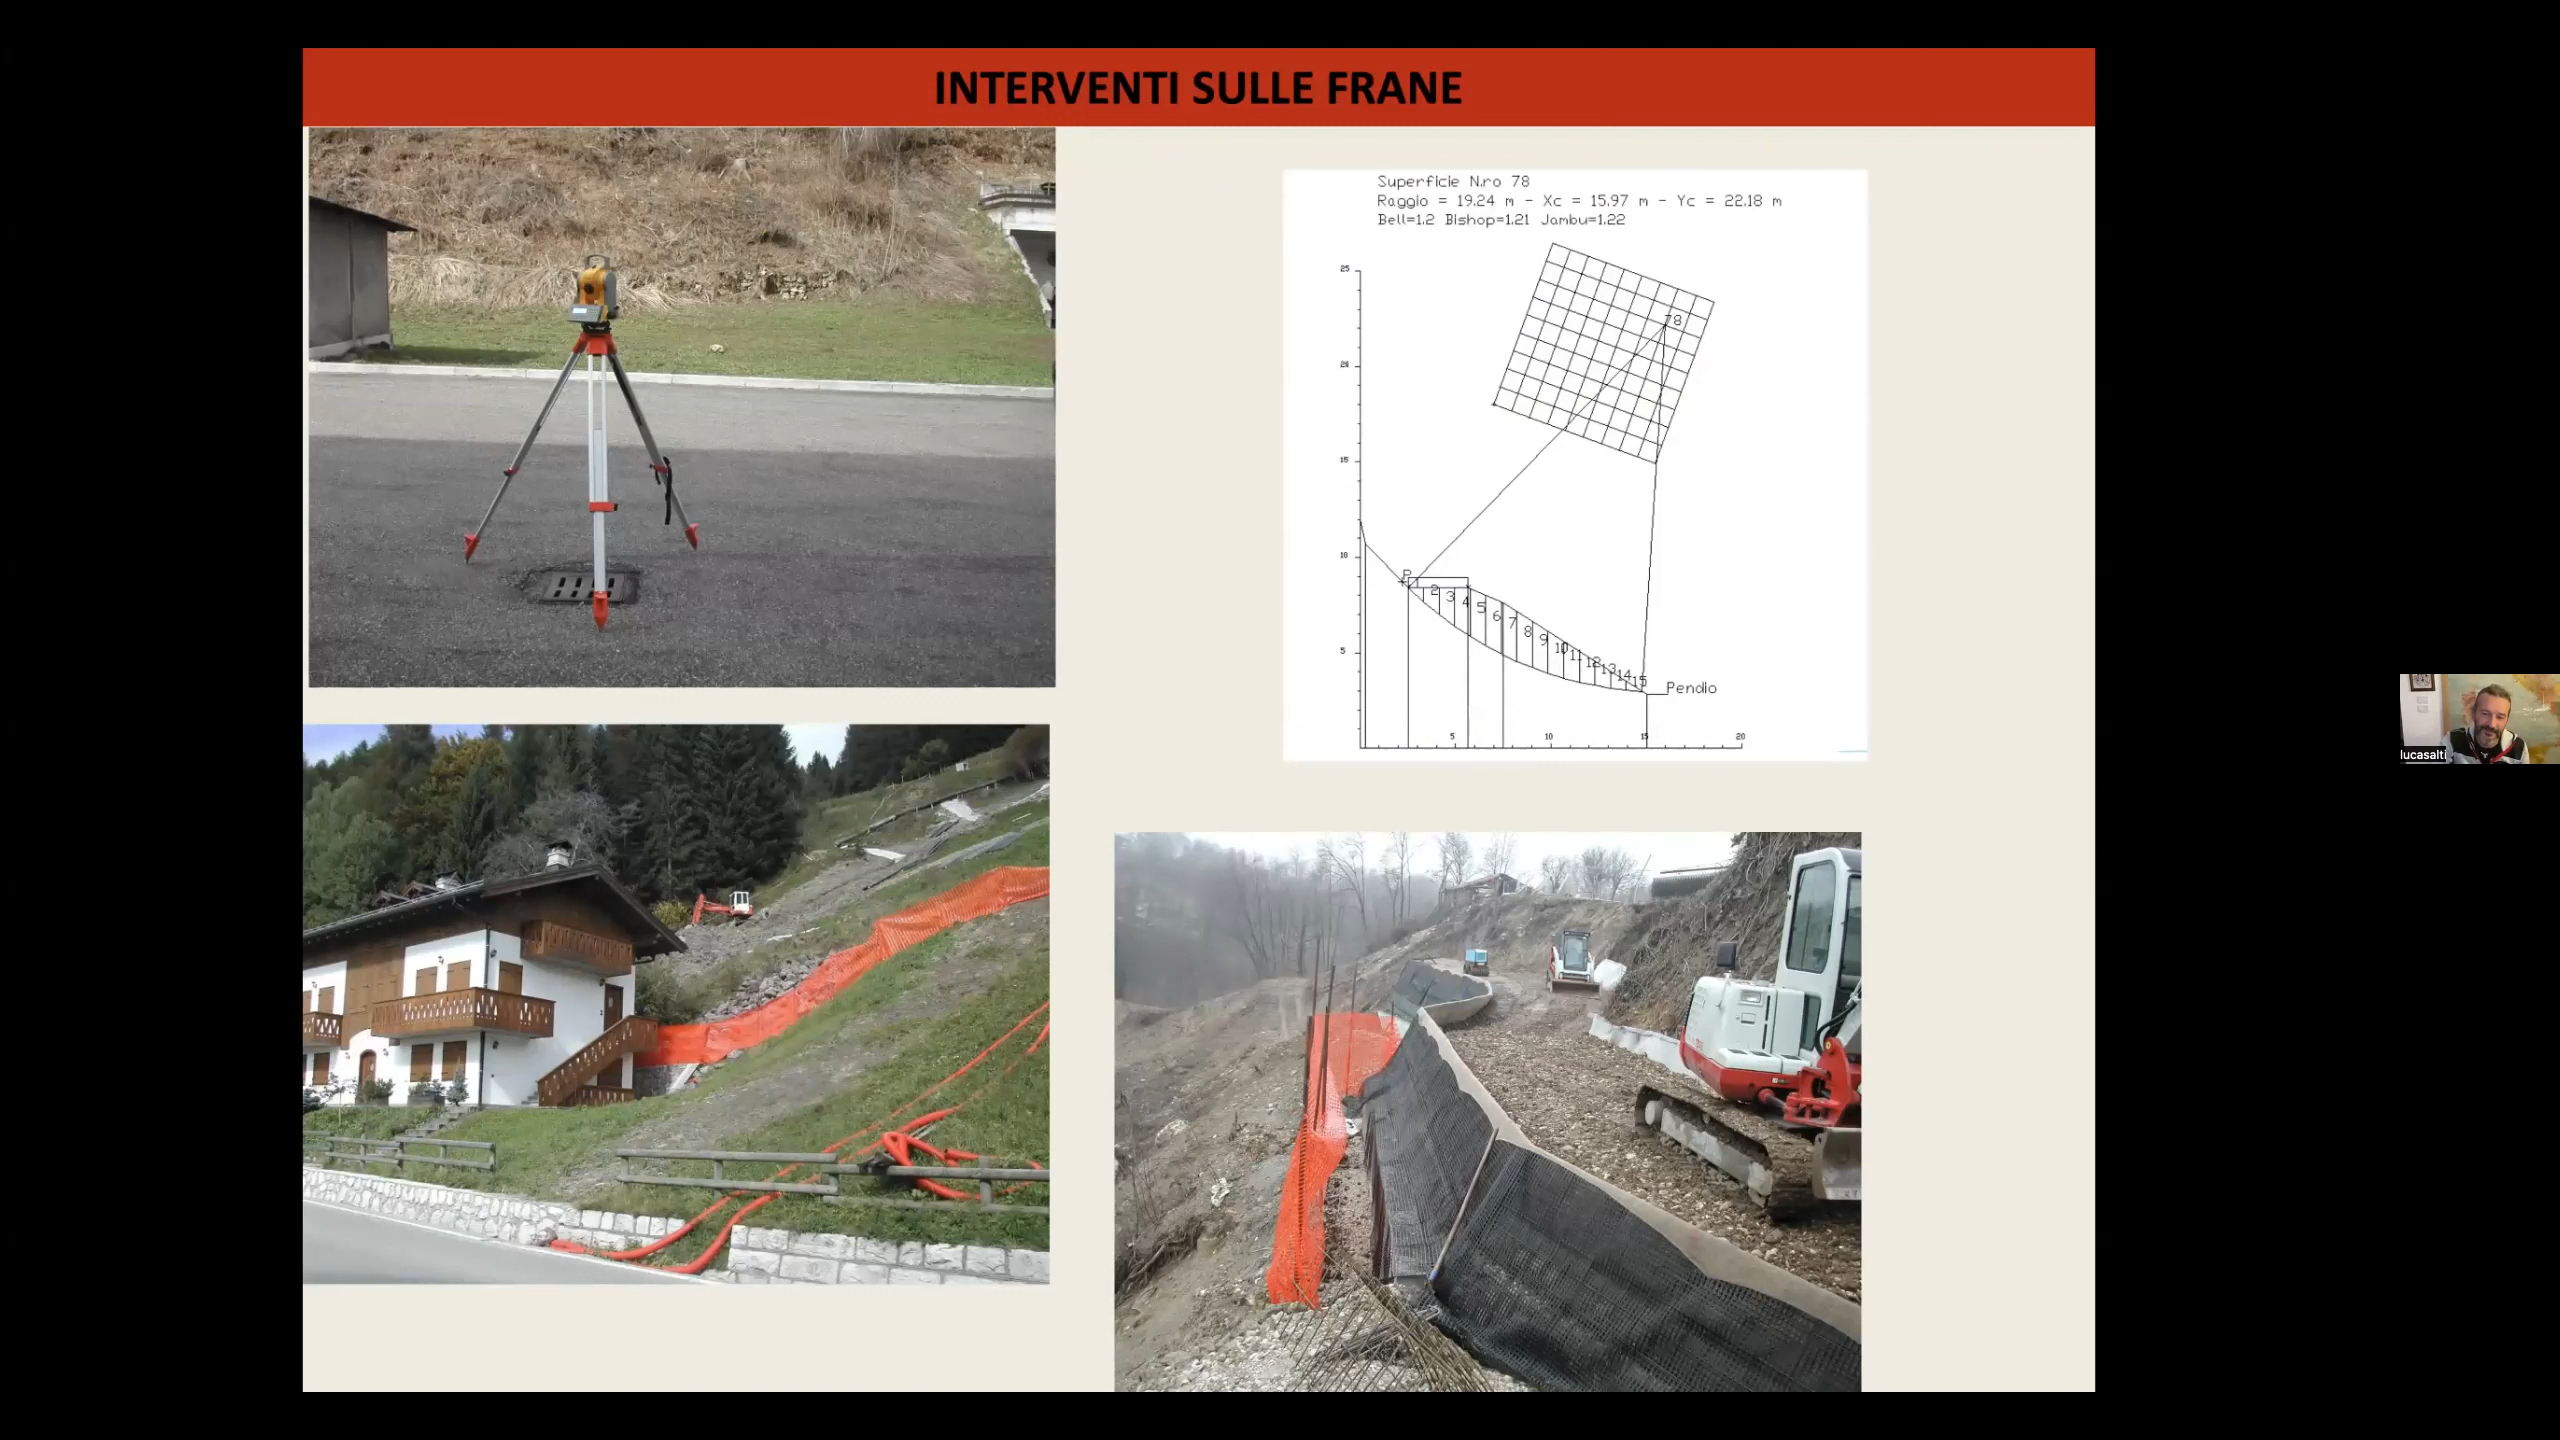 INTERVENTI SULLE FRANE
Superficie N.ro 78
Raggio = 19.24 m - Xc = 15.97 m - Yc = 22.18 m
Bell=1.2 Bishop=1.21 Jambu=1.22
25
78
20
15
10
P
1 2 3 4 5 6 7 8 9 10 11 12 13 14 15
5
Pendio
5 10 15 20
lucasalti